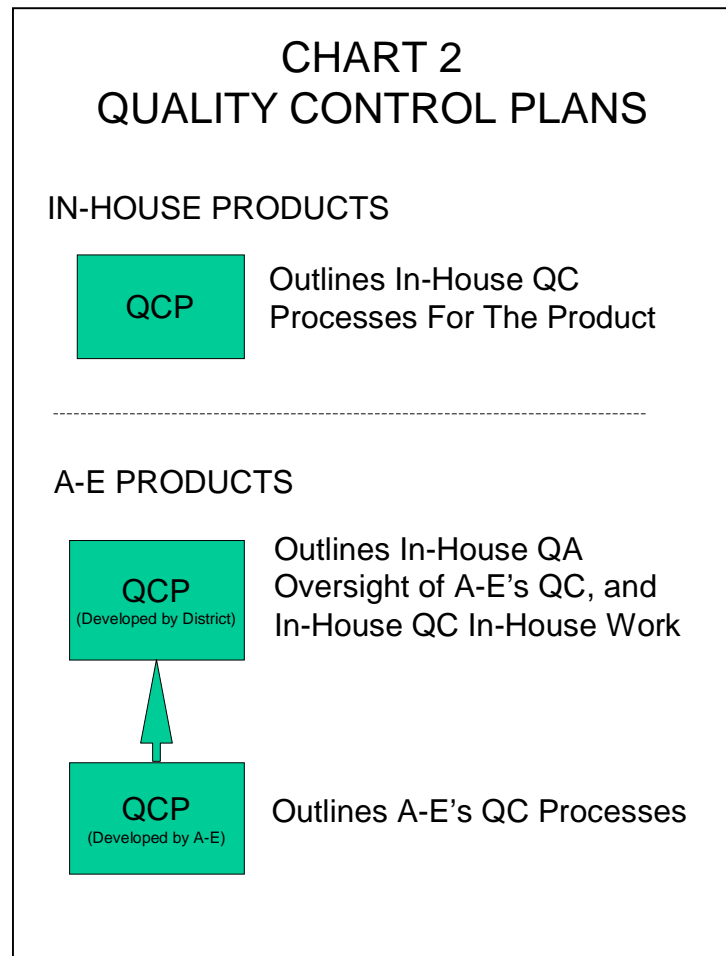 CHART 2
QUALITY CONTROL PLANS
IN-HOUSE PRODUCTS
QCP
Outlines In-House QC
Processes For The Product
A-E PRODUCTS
QCP
(Developed by District)
Outlines In-House QA
Oversight of A-E's QC, and
In-House QC In-House Work
QCP
(Developed by A-E)
Outlines A-E's QC Processes